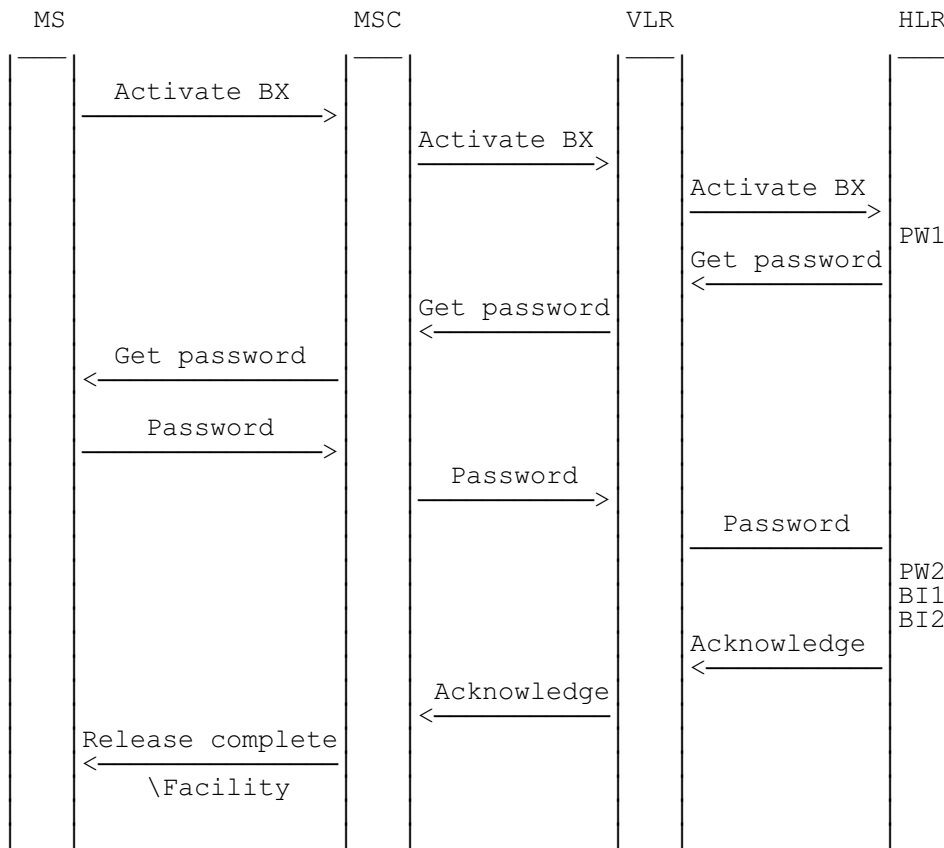 MS MSC VLR HLR
Activate BX
Activate BX
Activate BX
PW1
Get password
Get password
Get password
Password
Password
Password
PW2
BI1
BI2
Acknowledge
Acknowledge
Release complete
\Facility